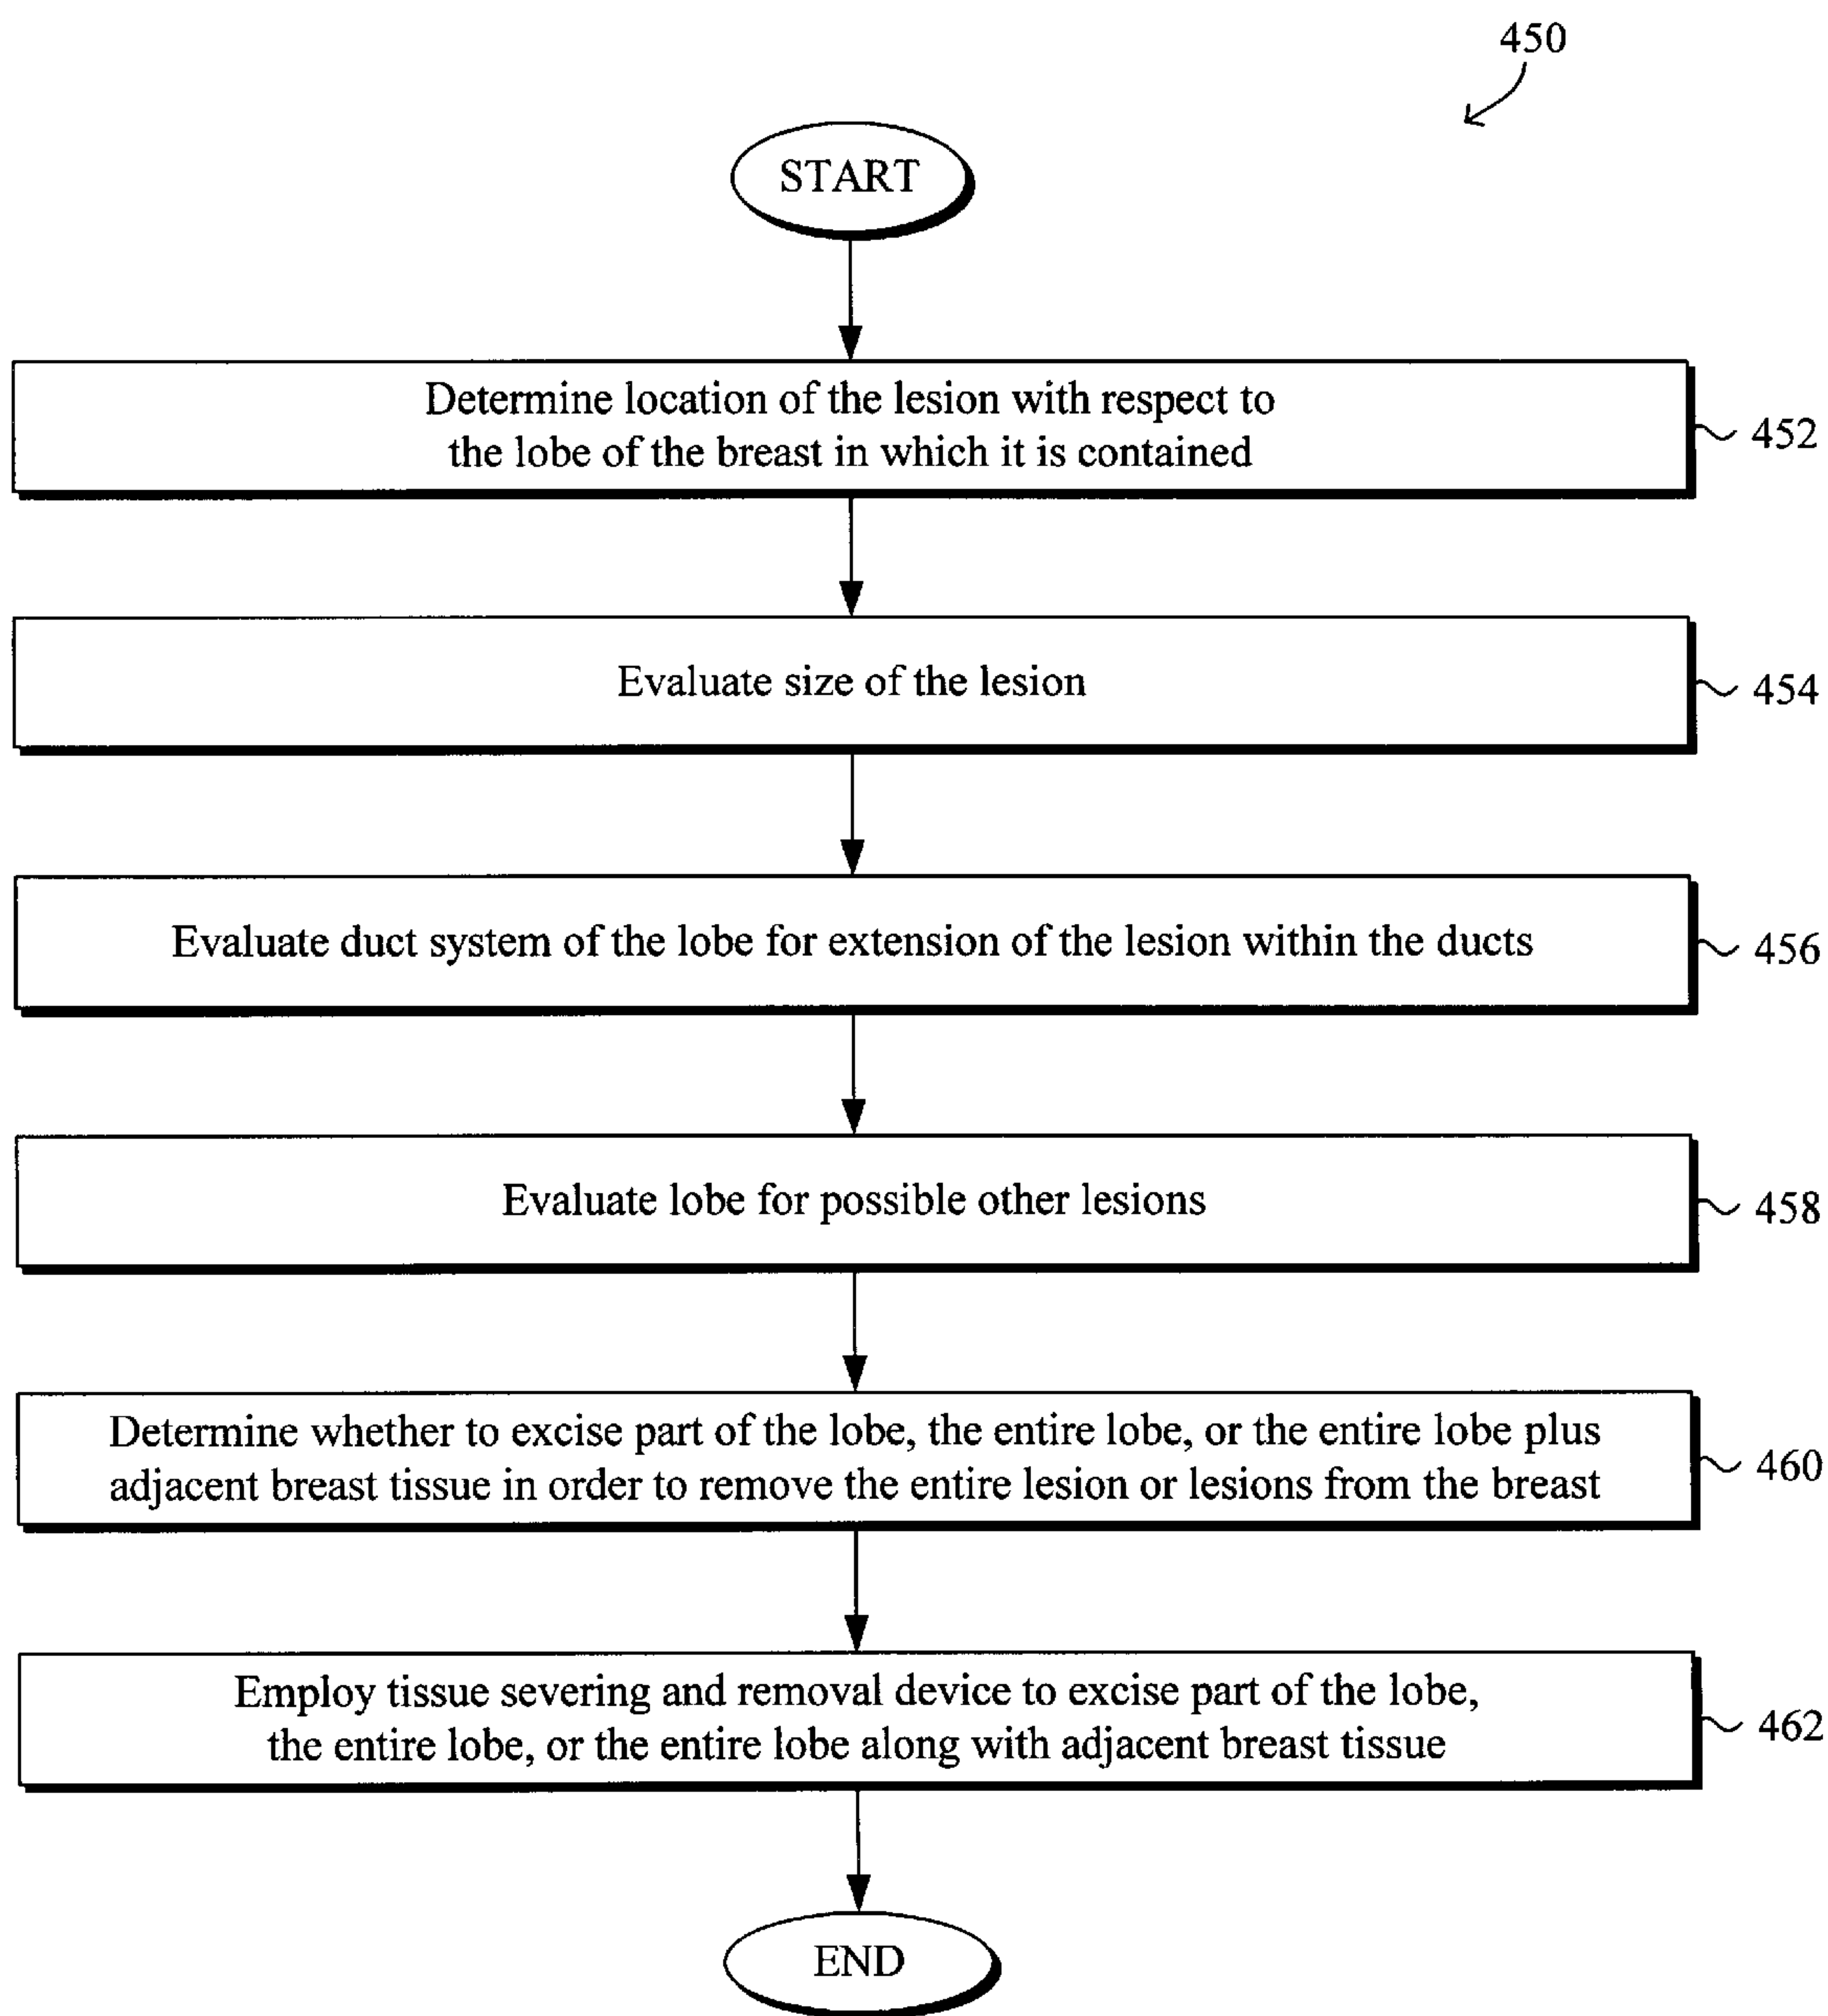 450
START
Determine location of the lesion with respect to
the lobe of the breast in which it is contained
452
Evaluate size of the lesion
454
Evaluate duct system of the lobe for extension of the lesion within the ducts
456
Evaluate lobe for possible other lesions
458
Determine whether to excise part of the lobe, the entire lobe, or the entire lobe plus
adjacent breast tissue in order to remove the entire lesion or lesions from the breast
460
Employ tissue severing and removal device to excise part of the lobe,
the entire lobe, or the entire lobe along with adjacent breast tissue
462
END